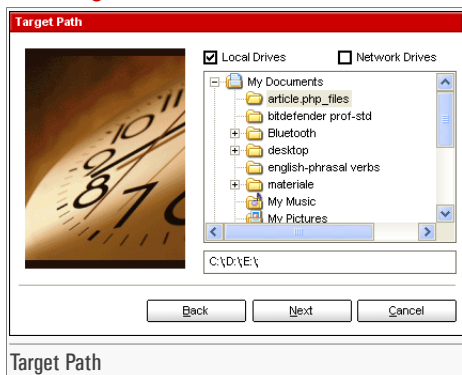 Target Path
Local Drives Network Drives
My Documents
article.php_files
bitdefender prof-std
Bluetooth
desktop
english-phrasal verbs
materiale
My Music
My Pictures
C:\;D:\;E:\;
Back Next Cancel
Target Path